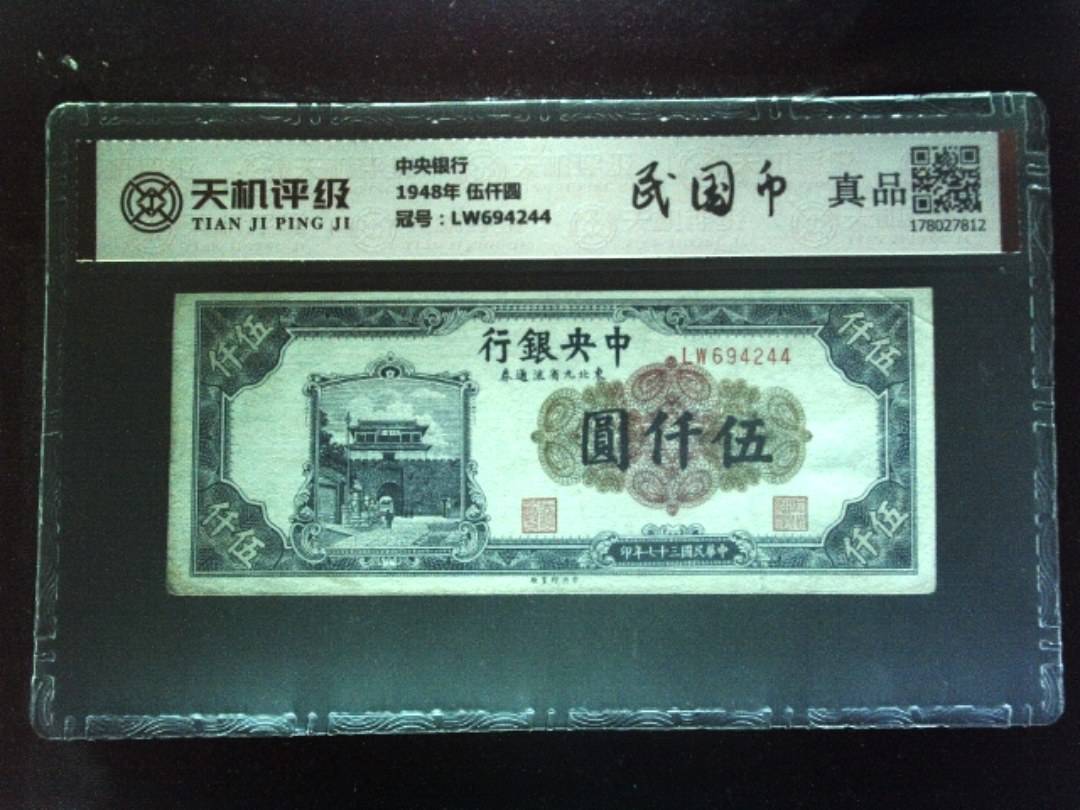 天机评级
TIAN JI PING JI
中央银行
1948年 伍仟圆
冠号：LW694244
民国币
真品
178027812
伍仟
伍仟
行銀央中
券通流省九北東
LW694244
圓仟伍
伍仟
伍仟
印年七十三國民華中